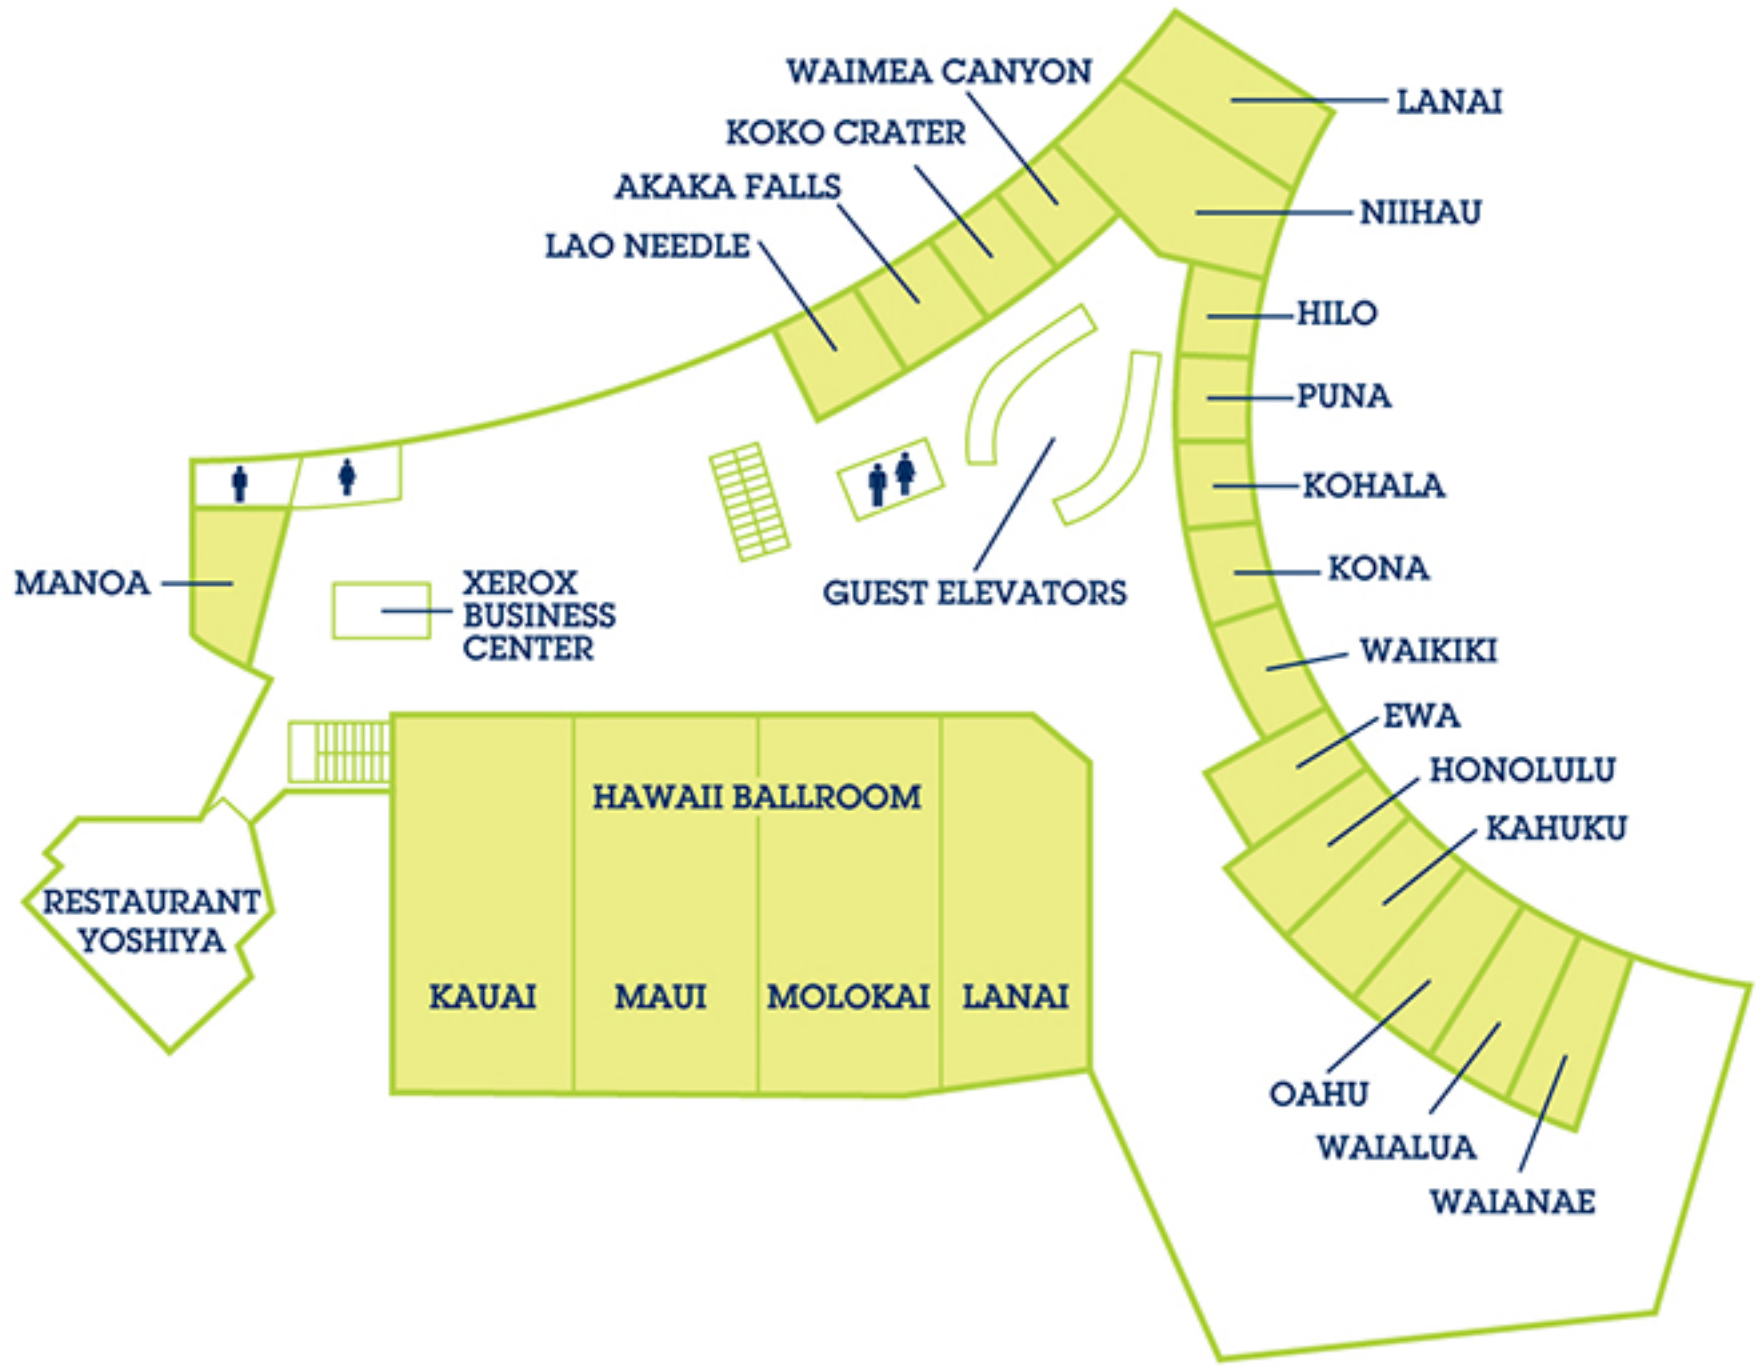 WAIMEA CANYON
LANAI
KOKO CRATER
AKAKA FALLS
NIIHAU
LAO NEEDLE
HILO
PUNA
KOHALA
KONA
MANOA
XEROX
BUSINESS
CENTER
GUEST ELEVATORS
WAIKIKI
EWA
HONOLULU
HAWAII BALLROOM
KAHUKU
RESTAURANT
YOSHIYA
KAUAI
MAUI
MOLOKAI
LANAI
OAHU
WAIALUA
WAIANAE